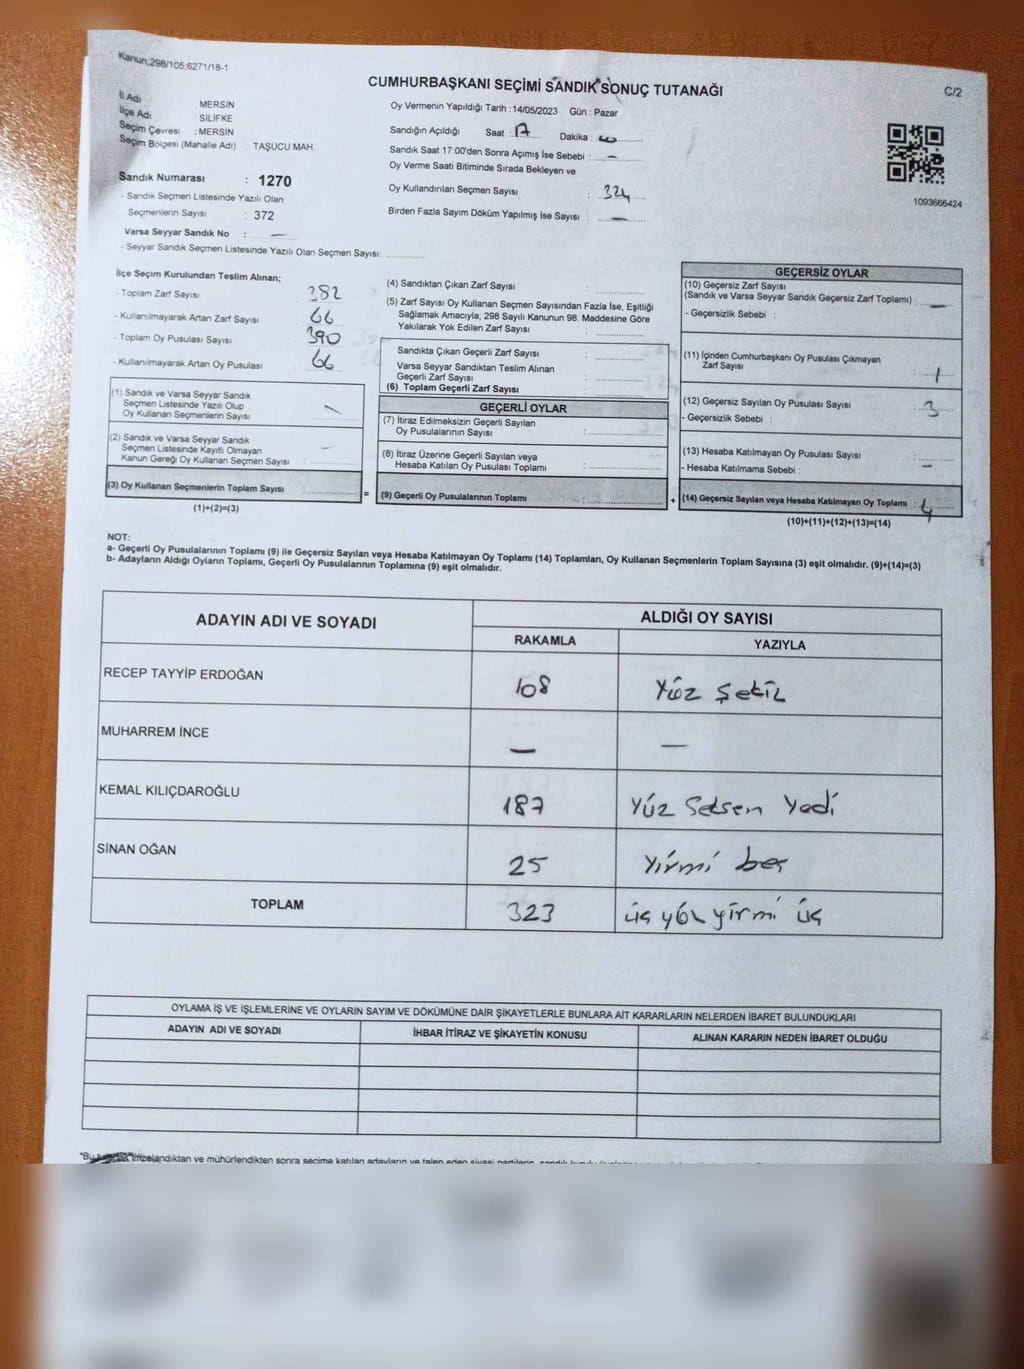 Kanun;298/105;6271/18-1
CUMHURBAŞKANI SEÇİMİ SANDIK SONUÇ TUTANAĞI
C/2
İl Adı MERSİN
İlçe Adı SİLİFKE
Seçim Çevresi : MERSİN
Seçim Bölgesi (Mahalle Adı) TAŞUCU MAH.
Sandık Numarası : 1270
- Sandık Seçmen Listesinde Yazılı Olan
Seçmenlerin Sayısı : 372
Varsa Seyyar Sandık No : —
- Seyyar Sandık Seçmen Listesinde Yazılı Olan Seçmen Sayısı:
Oy Vermenin Yapıldığı Tarih :14/05/2023 Gün : Pazar
Sandığın Açıldığı Saat : Dakika :
Sandık Saat 17:00'den Sonra Açımış İse Sebebi : —
Oy Verme Saati Bitiminde Sırada Bekleyen ve
Oy Kullandırılan Seçmen Sayısı : 324
Birden Fazla Sayım Döküm Yapılmış İse Sayısı : —
1093666424
İlçe Seçim Kurulundan Teslim Alınan;
- Toplam Zarf Sayısı : 382
- Kullanılmayarak Artan Zarf Sayısı : 66
- Toplam Oy Pusulası Sayısı : 390
- Kullanılmayarak Artan Oy Pusulası : 66
(1) Sandık ve Varsa Seyyar Sandık
Seçmen Listesinde Yazılı Olup
Oy Kullanan Seçmenlerin Sayısı : —
(2) Sandık ve Varsa Seyyar Sandık
Seçmen Listesinde Kayıtlı Olmayan
Kanun Gereği Oy Kullanan Seçmen Sayısı : —
(3) Oy Kullanan Seçmenlerin Toplam Sayısı :
(1)+(2)=(3)
(4) Sandıktan Çıkan Zarf Sayısı :
(5) Zarf Sayısı Oy Kullanan Seçmen Sayısından Fazla İse, Eşitliği
Sağlamak Amacıyla, 298 Sayılı Kanunun 98. Maddesine Göre
Yakılarak Yok Edilen Zarf Sayısı :
Sandıkta Çıkan Geçerli Zarf Sayısı :
Varsa Seyyar Sandıktan Teslim Alınan
Geçerli Zarf Sayısı :
(6) Toplam Geçerli Zarf Sayısı :
GEÇERLİ OYLAR
(7) İtiraz Edilmeksizin Geçerli Sayılan
Oy Pusulalarının Sayısı :
(8) İtiraz Üzerine Geçerli Sayılan veya
Hesaba Katılan Oy Pusulası Toplamı :
= (9) Geçerli Oy Pusulalarının Toplamı :
GEÇERSİZ OYLAR
(10) Geçersiz Zarf Sayısı
(Sandık ve Varsa Seyyar Sandık Geçersiz Zarf Toplamı) : —
- Geçersizlik Sebebi :
(11) İçinden Cumhurbaşkanı Oy Pusulası Çıkmayan
Zarf Sayısı : 1
(12) Geçersiz Sayılan Oy Pusulası Sayısı : 3
- Geçersizlik Sebebi :
(13) Hesaba Katılmayan Oy Pusulası Sayısı :
- Hesaba Katılmama Sebebi : —
+ (14) Geçersiz Sayılan veya Hesaba Katılmayan Oy Toplamı : 4
(10)+(11)+(12)+(13)=(14)
NOT:
a- Geçerli Oy Pusulalarının Toplamı (9) ile Geçersiz Sayılan veya Hesaba Katılmayan Oy Toplamı (14) Toplamları, Oy Kullanan Seçmenlerin Toplam Sayısına (3) eşit olmalıdır. (9)+(14)=(3)
b- Adayların Aldığı Oyların Toplamı, Geçerli Oy Pusulalarının Toplamına (9) eşit olmalıdır.
ADAYIN ADI VE SOYADI ALDIĞI OY SAYISI
RAKAMLA YAZIYLA
RECEP TAYYİP ERDOĞAN 108 Yüz Sekiz
MUHARREM İNCE — —
KEMAL KILIÇDAROĞLU 187 Yüz Seksen Yedi
SİNAN OĞAN 25 Yirmi beş
TOPLAM 323 üç yüz yirmi üç
OYLAMA İŞ VE İŞLEMLERİNE VE OYLARIN SAYIM VE DÖKÜMÜNE DAİR ŞİKAYETLERLE BUNLARA AİT KARARLARIN NELERDEN İBARET BULUNDUKLARI
ADAYIN ADI VE SOYADI İHBAR İTİRAZ VE ŞİKAYETİN KONUSU ALINAN KARARIN NEDEN İBARET OLDUĞU
imzalandıktan ve mühürlendikten sonra seçime katılan adayların ve talep eden siyasi partilerin